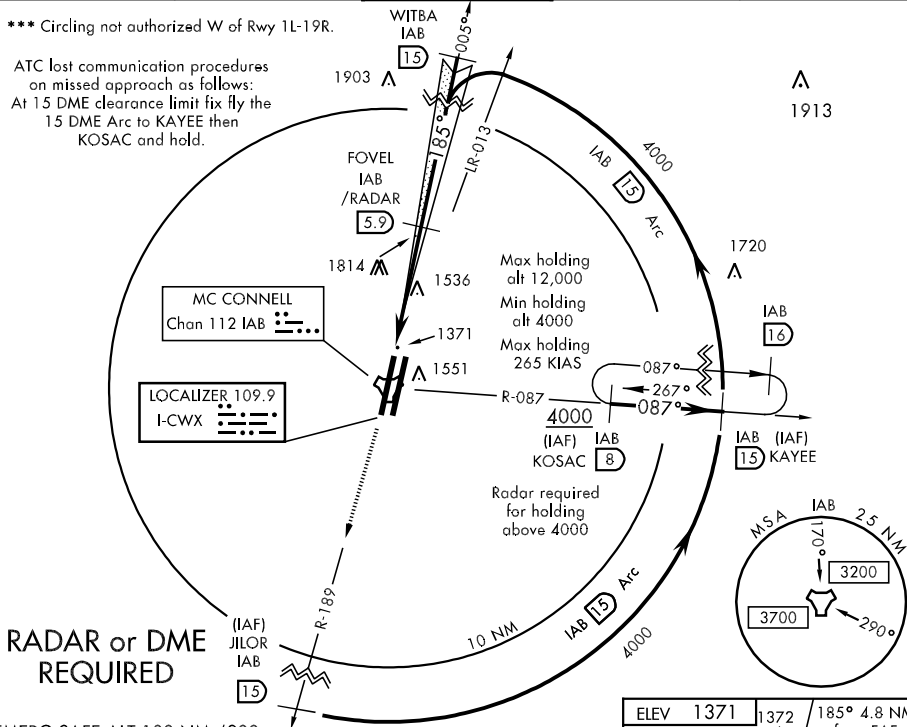 *** Circling not authorized W of Rwy 1L-19R.
ATC lost communication procedures
on missed approach as follows:
At 15 DME clearance limit fix fly the
15 DME Arc to KAYEE then
KOSAC and hold.
WITBA
IAB
15
005°
1903
1913
185°
LR-013
FOVEL
IAB
/RADAR
5.9
IAB 15 Arc
4000
1814
1536
1720
Max holding
alt 12,000
Min holding
alt 4000
Max holding
265 KIAS
MC CONNELL
Chan 112 IAB
1371
1551
LOCALIZER 109.9
I-CWX
IAB
16
087°
267°
087°
R-087
4000
(IAF)
KOSAC
IAB
8
IAB
15
(IAF)
KAYEE
Radar required
for holding
above 4000
MSA IAB 25 NM
170°
3200
3700
290°
R-189
10 NM
IAB 15 Arc
4000
RADAR or DME
REQUIRED
(IAF)
JILOR
IAB
15
ELEV 1371
1372
185° 4.8 NM